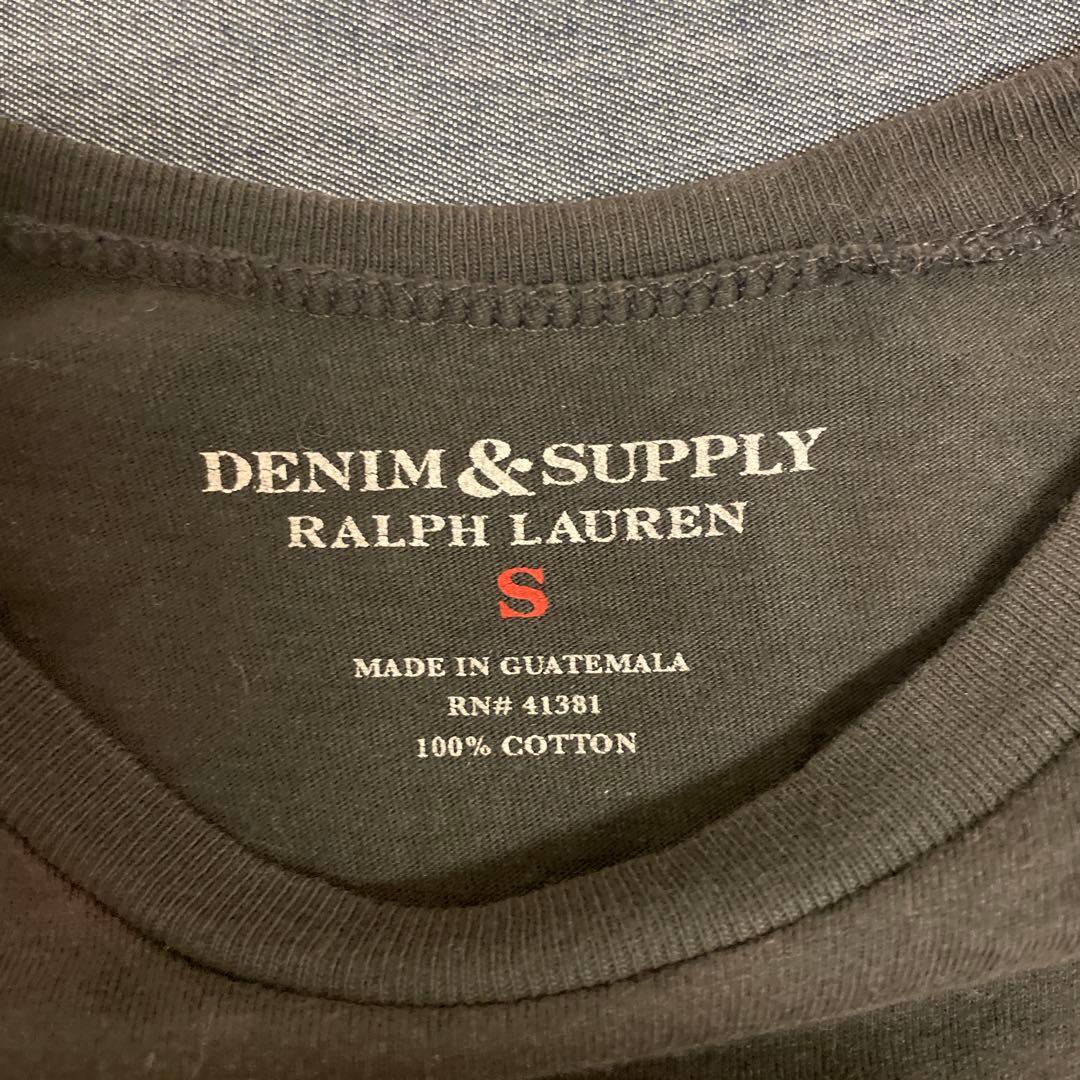 DENIM & SUPPLY
RALPH LAUREN
S
MADE IN GUATEMALA
RN# 41381
100% COTTON